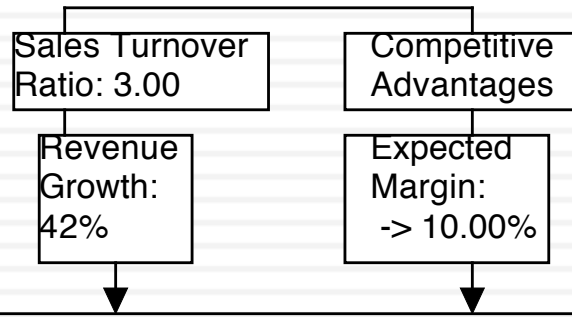 Sales Turnover
Ratio: 3.00
Competitive
Advantages
Revenue
Growth:
42%
Expected
Margin:
-> 10.00%